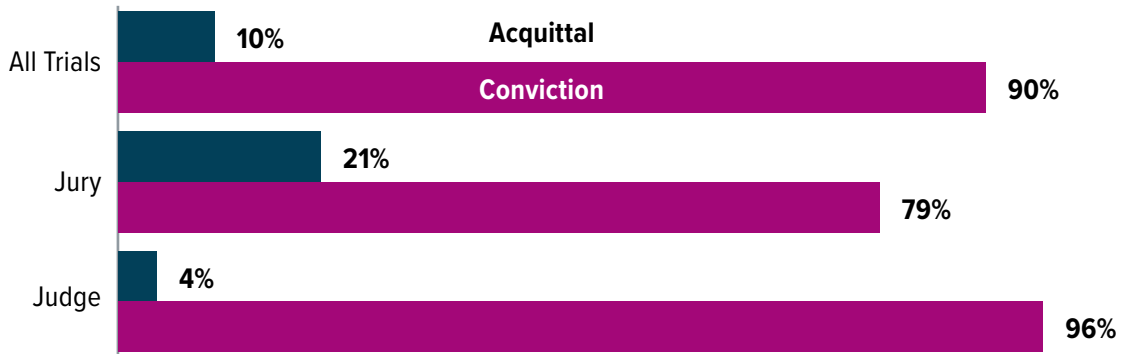 Acquittal
10%
All Trials
Conviction
90%
21%
Jury
79%
4%
Judge
96%